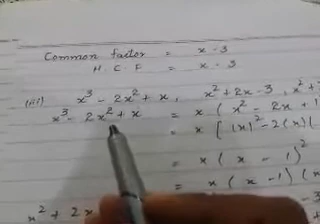 Common factor = x - 3
H.C.F = x - 3
(iii) x³ - 2x² + x, x² + 2x - 3, x² +
x³ - 2x² + x = x ( x² - 2x + 1
= x [ (x)² - 2(x)(
= x ( x - 1 )²
= x ( x - 1 ) (x
x² + 2x